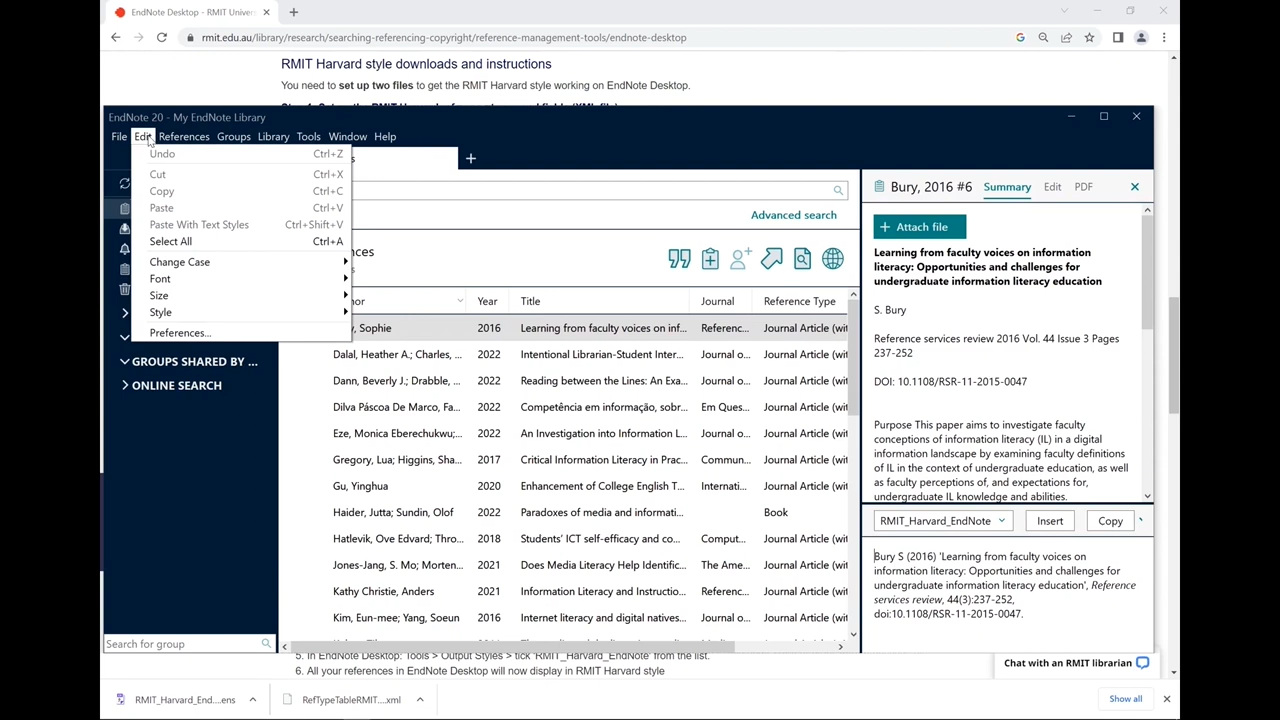 EndNote Desktop - RMIT Univer
rmit.edu.au/library/research/searching-referencing-copyright/reference-management-tools/endnote-desktop
RMIT Harvard style downloads and instructions
You need to set up two files to get the RMIT Harvard style working on EndNote Desktop.
EndNote 20 - My EndNote Library
File Edit References Groups Library Tools Window Help
Undo Ctrl+Z
Cut Ctrl+X
Copy Ctrl+C
Paste Ctrl+V
Paste With Text Styles Ctrl+Shift+V
Select All Ctrl+A
Change Case
Font
Size
Style
Preferences...
GROUPS SHARED BY ...
ONLINE SEARCH
Search for group
Advanced search
Year Title Journal Reference Type
Sophie 2016 Learning from faculty voices on inf... Referenc... Journal Article (wit
Dalal, Heather A.; Charles, ... 2022 Intentional Librarian-Student Inter... Journal o... Journal Article (wit
Dann, Beverly J.; Drabble, ... 2022 Reading between the Lines: An Exa... Journal o... Journal Article (wit
Dilva Páscoa De Marco, Fa... 2022 Competência em informação, sobr... Em Ques... Journal Article (wit
Eze, Monica Eberechukwu;... 2022 An Investigation into Information L... Journal o... Journal Article (wit
Gregory, Lua; Higgins, Sha... 2017 Critical Information Literacy in Prac... Commun... Journal Article (wit
Gu, Yinghua 2020 Enhancement of College English T... Internati... Journal Article (wit
Haider, Jutta; Sundin, Olof 2022 Paradoxes of media and informati... Book
Hatlevik, Ove Edvard; Thro... 2018 Students' ICT self-efficacy and co... Comput... Journal Article (wit
Jones-Jang, S. Mo; Morten... 2021 Does Media Literacy Help Identific... Journal o... Journal Article (wit
Kathy Christie, Anders 2021 Information Literacy and Instructio... Referenc... Journal Article (wit
Kim, Eun-mee; Yang, Soeun 2016 Internet literacy and digital natives... Journal o... Journal Article (wit
Bury, 2016 #6 Summary Edit PDF
+ Attach file
Learning from faculty voices on information
literacy: Opportunities and challenges for
undergraduate information literacy education
S. Bury
Reference services review 2016 Vol. 44 Issue 3 Pages
237-252
DOI: 10.1108/RSR-11-2015-0047
Purpose This paper aims to investigate faculty
conceptions of information literacy (IL) in a digital
information landscape by examining faculty definitions
of IL in the context of undergraduate education, as well
as faculty perceptions of, and expectations for,
undergraduate IL knowledge and abilities.
RMIT_Harvard_EndNote Insert Copy
Bury S (2016) 'Learning from faculty voices on
information literacy: Opportunities and challenges for
undergraduate information literacy education', Reference
services review, 44(3):237-252,
doi:10.1108/RSR-11-2015-0047.
5. In EndNote Desktop: Tools > Output Styles > tick 'RMIT_Harvard_EndNote' from the list.
6. All your references in EndNote Desktop will now display in RMIT Harvard style
Chat with an RMIT librarian
RMIT_Harvard_End....ens
RefTypeTableRMIT....xml
Show all